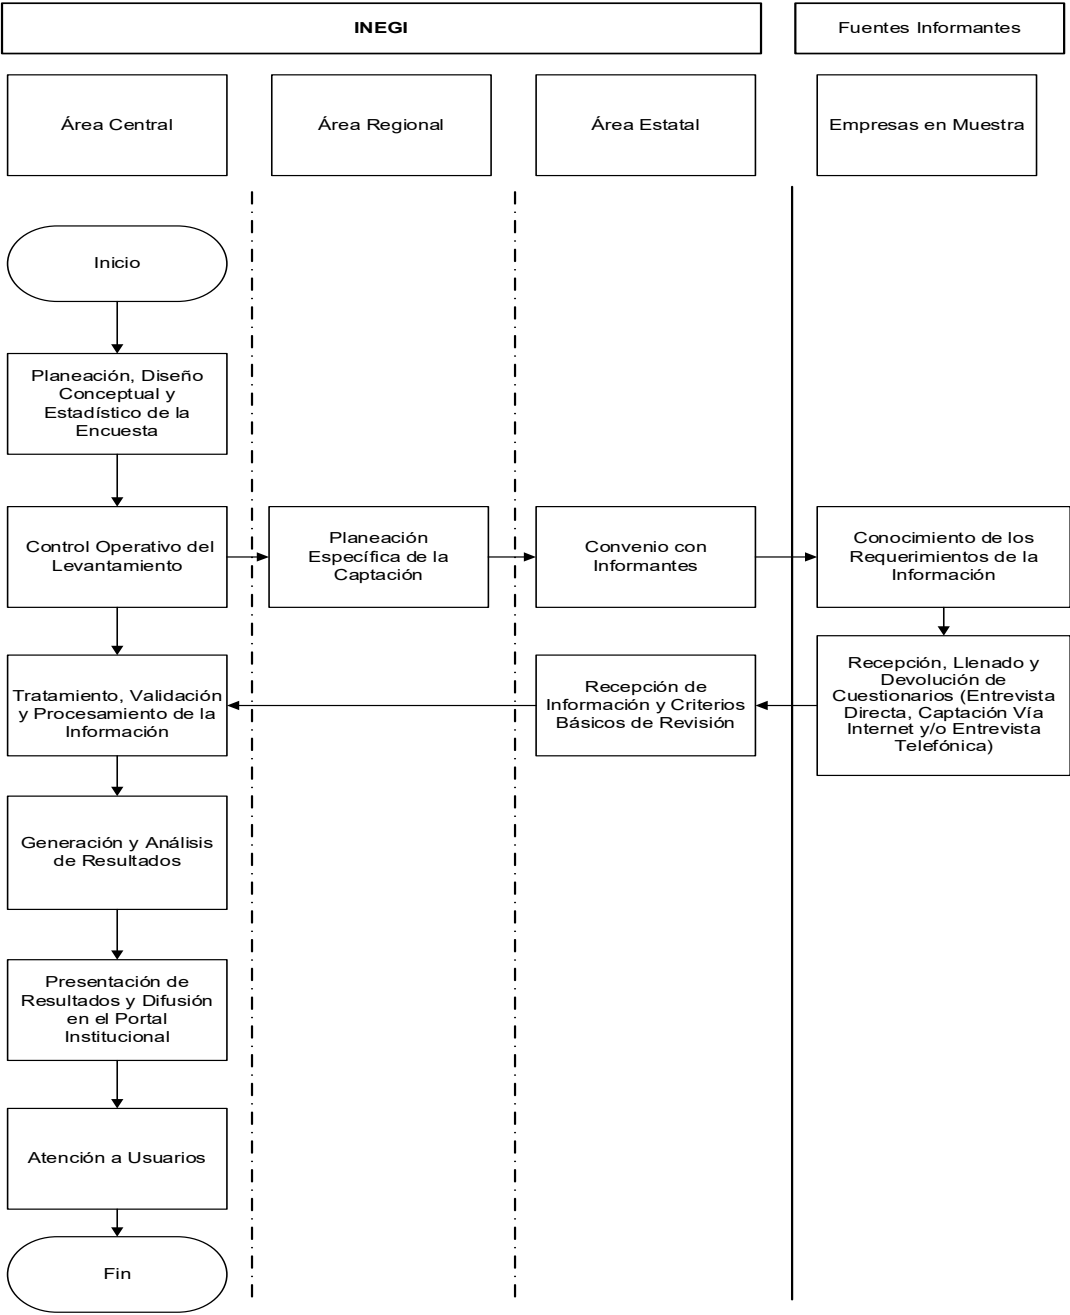 INEGI
Fuentes Informantes
Área Central
Área Regional
Área Estatal
Empresas en Muestra
Inicio
Planeación, Diseño
Conceptual y
Estadístico de la
Encuesta
Control Operativo del
Levantamiento
Planeación
Específica de la
Captación
Convenio con
Informantes
Conocimiento de los
Requerimientos de la
Información
Tratamiento, Validación
y Procesamiento de la
Información
Recepción de
Información y Criterios
Básicos de Revisión
Recepción, Llenado y
Devolución de
Cuestionarios (Entrevista
Directa, Captación Vía
Internet y/o Entrevista
Telefónica)
Generación y Análisis
de Resultados
Presentación de
Resultados y Difusión
en el Portal
Institucional
Atención a Usuarios
Fin